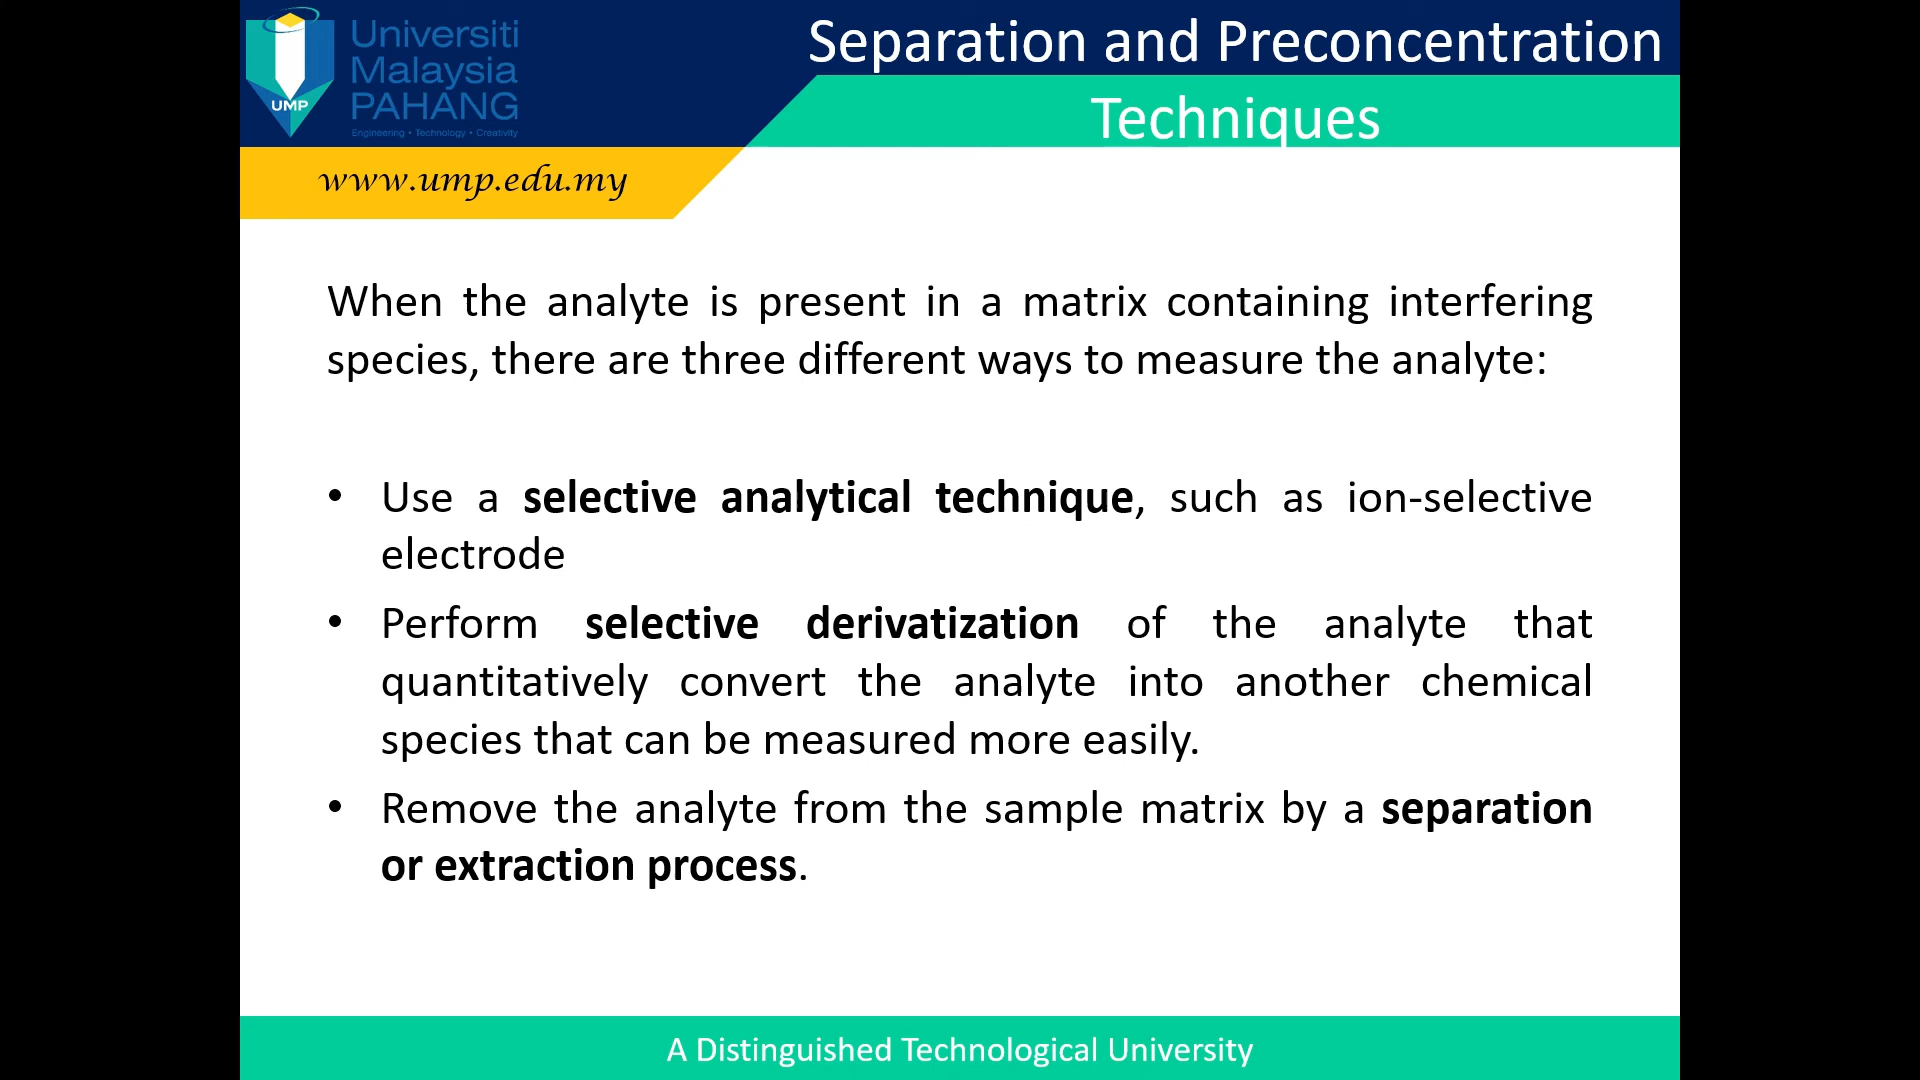 Universiti
Malaysia
PAHANG
Engineering • Technology • Creativity
UMP
Separation and Preconcentration
Techniques
www.ump.edu.my
When the analyte is present in a matrix containing interfering
species, there are three different ways to measure the analyte:
• Use a selective analytical technique, such as ion-selective
electrode
• Perform selective derivatization of the analyte that
quantitatively convert the analyte into another chemical
species that can be measured more easily.
• Remove the analyte from the sample matrix by a separation
or extraction process.
A Distinguished Technological University